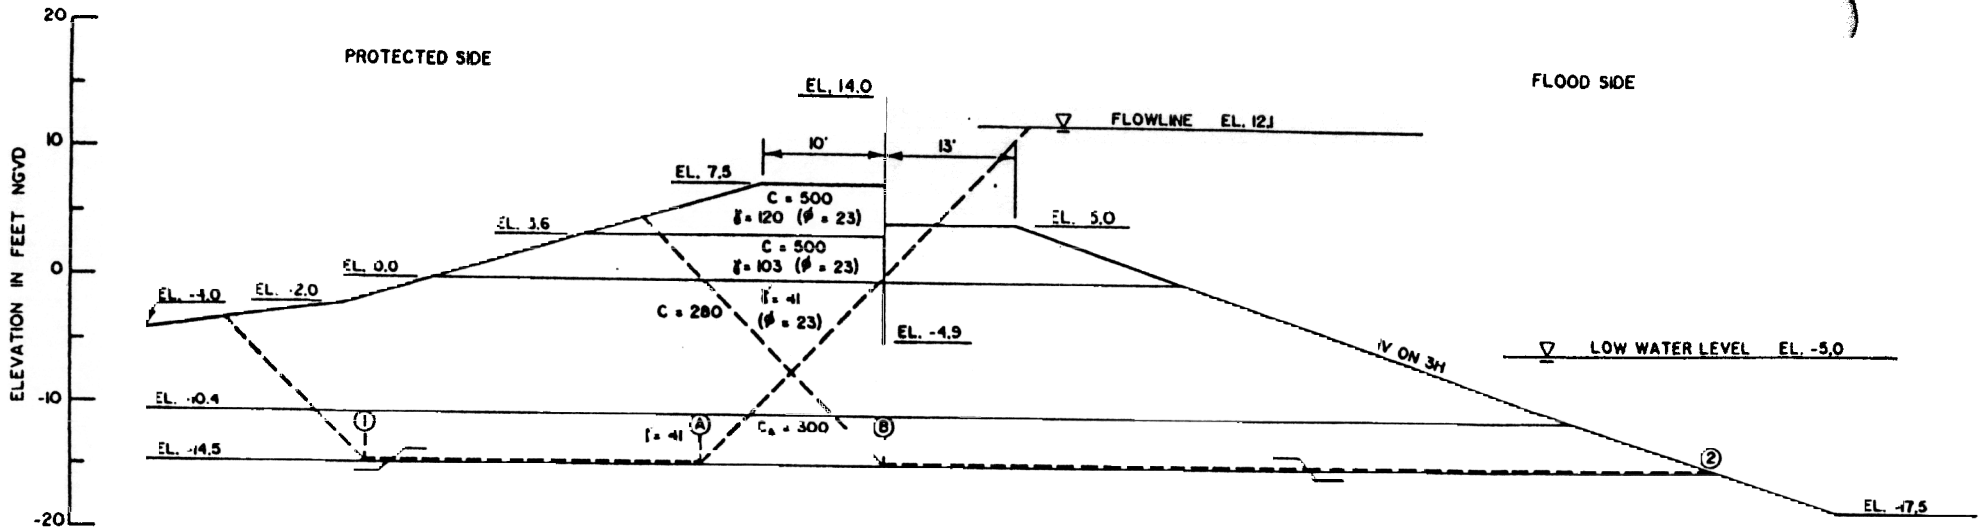 20
PROTECTED SIDE
FLOOD SIDE
EL. 14.0
FLOWLINE EL. 12.1
10
10'
13'
EL. 7.5
C = 500
γ = 120 (ϕ = 23)
EL. 5.0
C = 500
γ = 103 (ϕ = 23)
0
EL. 0.0
EL. -2.0
EL. -4.0
γ = 41
C = 280
(ϕ = 23)
EL. -4.9
1V ON 3H
LOW WATER LEVEL EL. -5.0
ELEVATION IN FEET NGVD
-10
EL. -10.4
1
A
B
γ = 41
= 300
EL. -14.5
2
EL. -17.5
-20